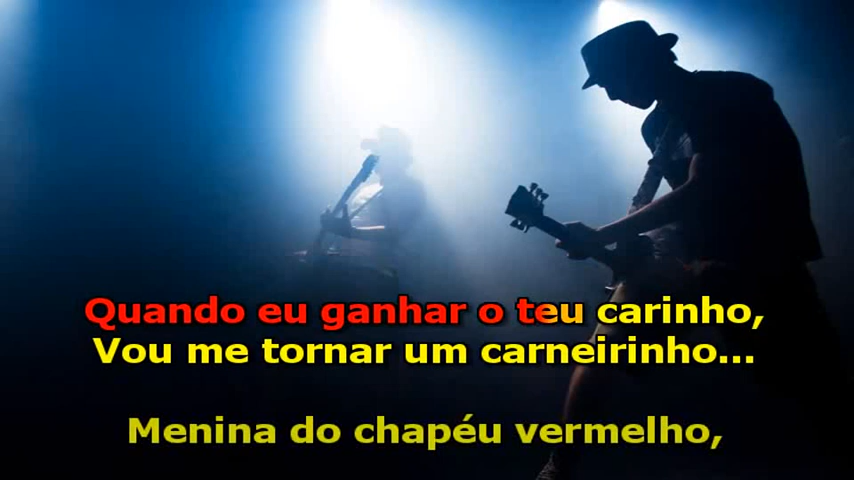 Quando eu ganhar o teu carinho,
Vou me tornar um carneirinho...
Menina do chapéu vermelho,